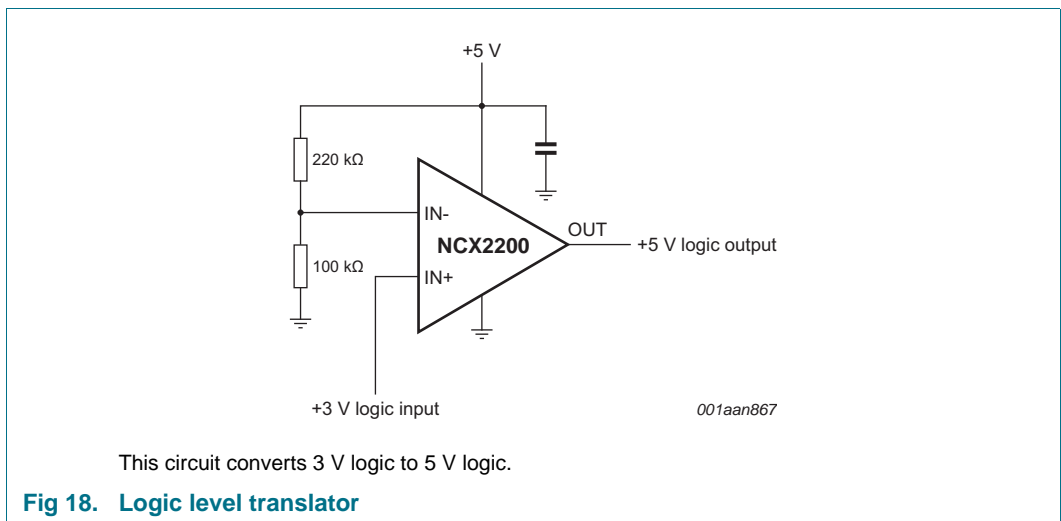 +5 V
220 kΩ
IN-
OUT
NCX2200
+5 V logic output
100 kΩ
IN+
+3 V logic input
001aan867
This circuit converts 3 V logic to 5 V logic.
Fig 18. Logic level translator